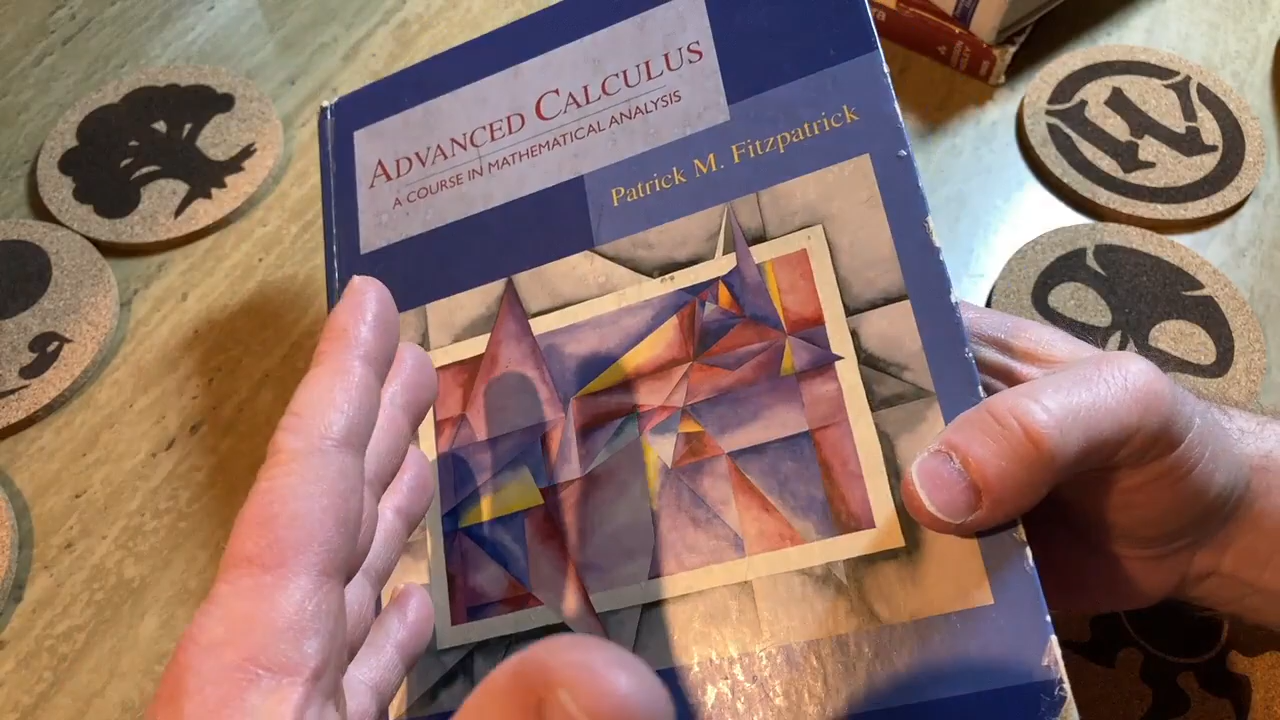 ADVANCED CALCULUS
A COURSE IN MATHEMATICAL ANALYSIS
Patrick M. Fitzpatrick